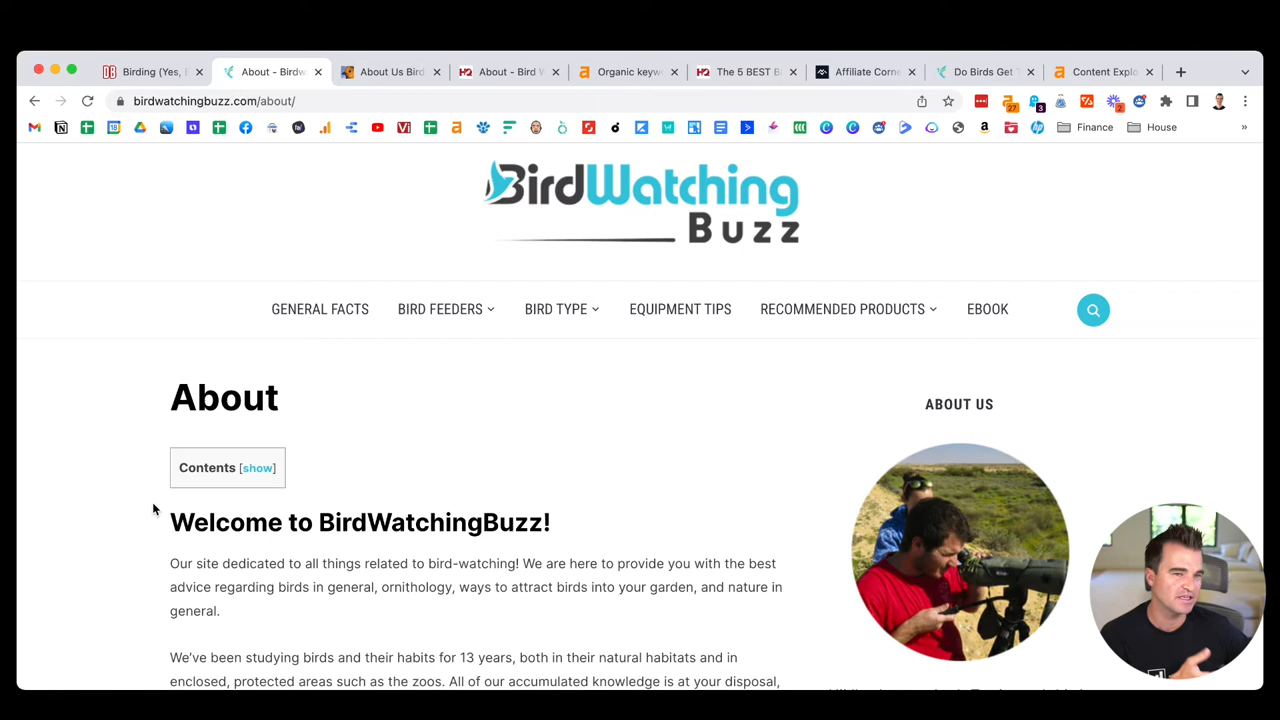 Birding (Yes, I
About - Birdw
About Us Bird
About - Bird W
Organic keyw
The 5 BEST B
Affiliate Corne
Do Birds Get T
Content Explo
birdwatchingbuzz.com/about/
Finance
House
BirdWatching
Buzz
GENERAL FACTS
BIRD FEEDERS
BIRD TYPE
EQUIPMENT TIPS
RECOMMENDED PRODUCTS
EBOOK
About
Contents [show]
Welcome to BirdWatchingBuzz!
Our site dedicated to all things related to bird-watching! We are here to provide you with the best
advice regarding birds in general, ornithology, ways to attract birds into your garden, and nature in
general.
We've been studying birds and their habits for 13 years, both in their natural habitats and in
enclosed, protected areas such as the zoos. All of our accumulated knowledge is at your disposal,
ABOUT US